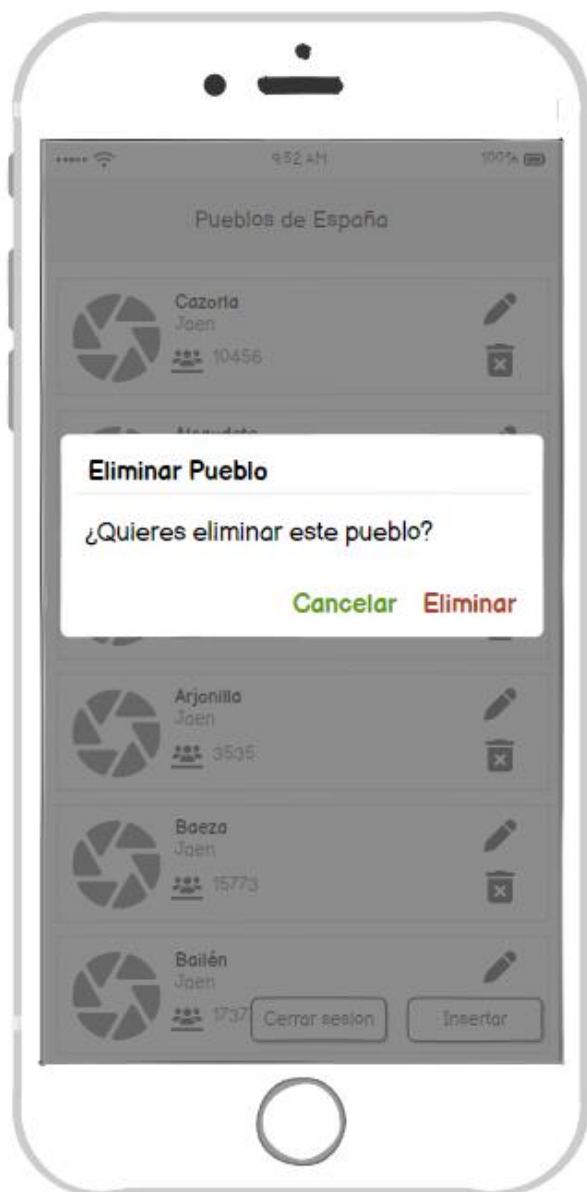 9:52 AM 100%
Pueblos de España
Cazorla
Jaen
10456
Eliminar Pueblo
¿Quieres eliminar este pueblo?
Cancelar Eliminar
Arjonilla
Jaen
3535
Baeza
Jaen
15773
Bailén
Jaen
1737
Cerrar sesion Insertar